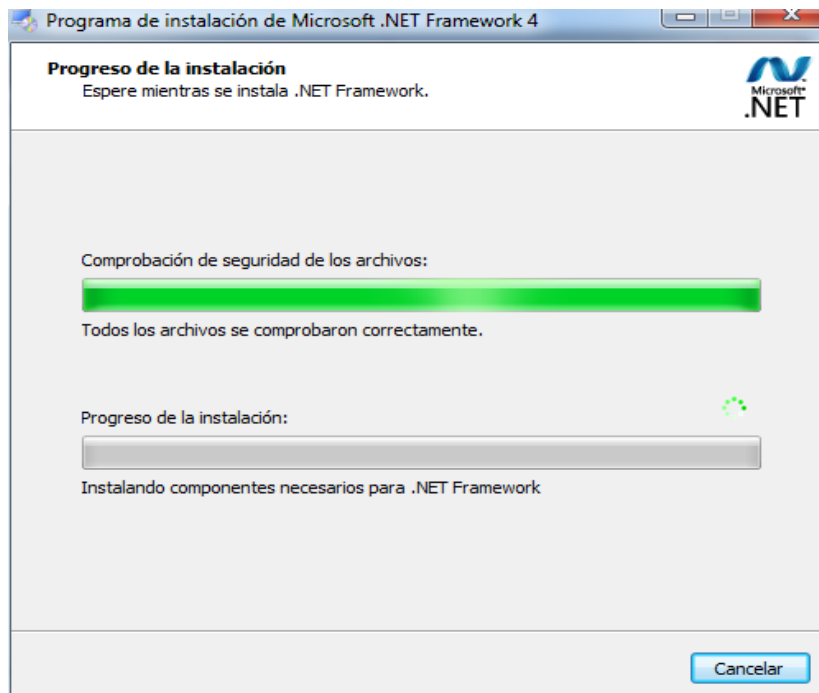 Programa de instalación de Microsoft .NET Framework 4
Progreso de la instalación
Espere mientras se instala .NET Framework.
Microsoft®
.NET
Comprobación de seguridad de los archivos:
Todos los archivos se comprobaron correctamente.
Progreso de la instalación:
Instalando componentes necesarios para .NET Framework
Cancelar